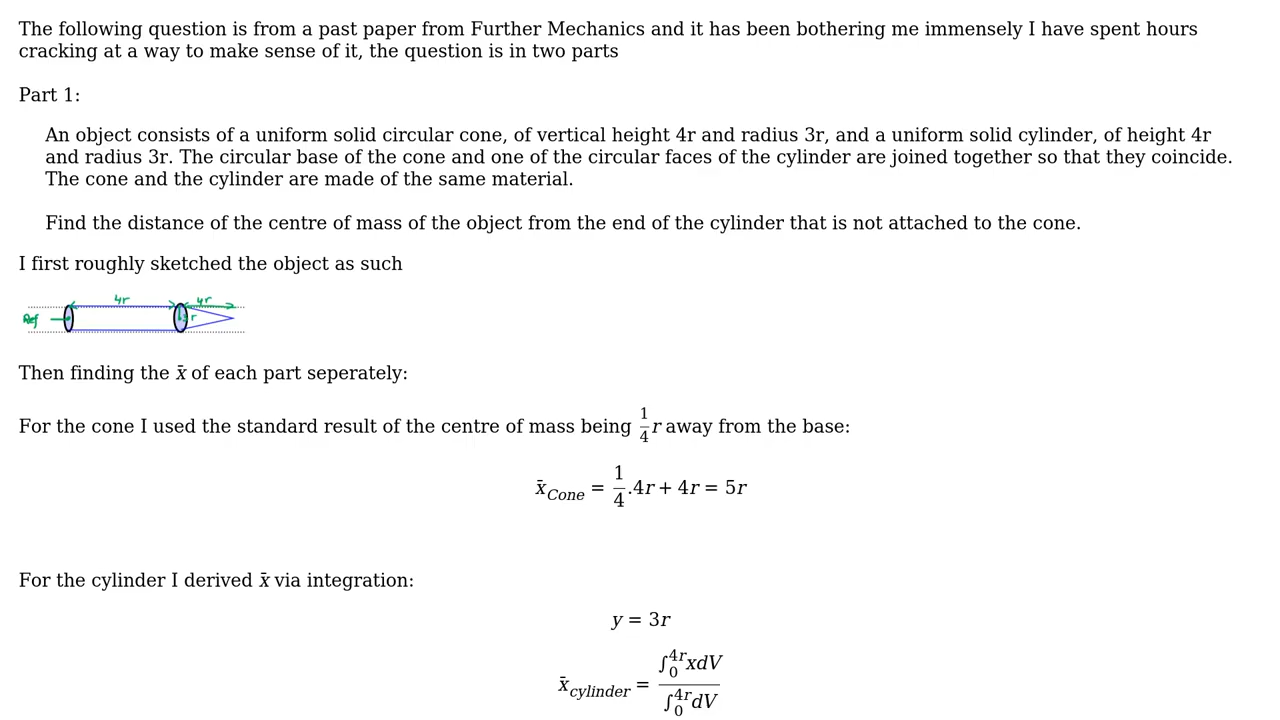 The following question is from a past paper from Further Mechanics and it has been bothering me immensely I have spent hours
cracking at a way to make sense of it, the question is in two parts
Part 1:
An object consists of a uniform solid circular cone, of vertical height 4r and radius 3r, and a uniform solid cylinder, of height 4r
and radius 3r. The circular base of the cone and one of the circular faces of the cylinder are joined together so that they coincide.
The cone and the cylinder are made of the same material.
Find the distance of the centre of mass of the object from the end of the cylinder that is not attached to the cone.
I first roughly sketched the object as such
4r 4r
Ref 3r
Then finding the x̄ of each part seperately:
For the cone I used the standard result of the centre of mass being 1/4 r away from the base:
x̄_Cone = 1/4 .4r + 4r = 5r
For the cylinder I derived x̄ via integration:
y = 3r
x̄_cylinder = ∫_0^4r xdV / ∫_0^4r dV